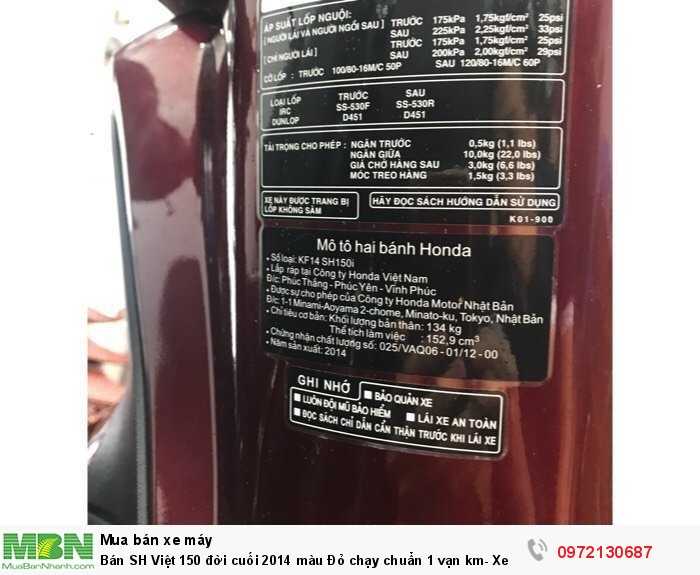 ÁP SUẤT LỐP NGUỘI:
[NGƯỜI LÁI VÀ NGƯỜI NGỒI SAU] TRƯỚC 175kPa 1,75kgf/cm² 25psi
SAU 225kPa 2,25kgf/cm² 33psi
[CHỈ NGƯỜI LÁI] TRƯỚC 175kPa 1,75kgf/cm² 25psi
SAU 200kPa 2,00kgf/cm² 29psi
CỠ LỐP : TRƯỚC 100/80-16M/C 50P SAU 120/80-16M/C 60P
LOẠI LỐP TRƯỚC SAU
IRC SS-530F SS-530R
DUNLOP D451 D451
TẢI TRỌNG CHO PHÉP : NGĂN TRƯỚC 0,5kg (1,1 lbs)
NGĂN GIỮA 10,0kg (22,0 lbs)
GIÁ CHỞ HÀNG SAU 3,0kg (6,6 lbs)
MÓC TREO HÀNG 1,5kg (3,3 lbs)
XE NÀY ĐƯỢC TRANG BỊ LỐP KHÔNG SĂM
HÃY ĐỌC SÁCH HƯỚNG DẪN SỬ DỤNG
K01-900
Mô tô hai bánh Honda
• Số loại: KF14 SH150i
• Lắp ráp tại Công ty Honda Việt Nam
Đ/c: Phúc Thắng - Phúc Yên - Vĩnh Phúc
• Được sự cho phép của Công ty Honda Motor Nhật Bản
Đ/c: 1-1 Minami-Aoyama 2-chome, Minato-ku, Tokyo, Nhật Bản
• Chỉ tiêu cơ bản: Khối lượng bản thân: 134 kg
Thể tích làm việc : 152,9 cm³
• Chứng nhận chất lượng số: 025/VAQ06 - 01/12 - 00
• Năm sản xuất: 2014
GHI NHỚ
■ BẢO QUẢN XE
■ LUÔN ĐỘI MŨ BẢO HIỂM ■ LÁI XE AN TOÀN
■ ĐỌC SÁCH CHỈ DẪN CẨN THẬN TRƯỚC KHI LÁI XE
MBN
MuaBanNhanh.com
Mua bán xe máy
Bán SH Việt 150 đời cuối 2014 màu Đỏ chạy chuẩn 1 vạn km- Xe
0972130687